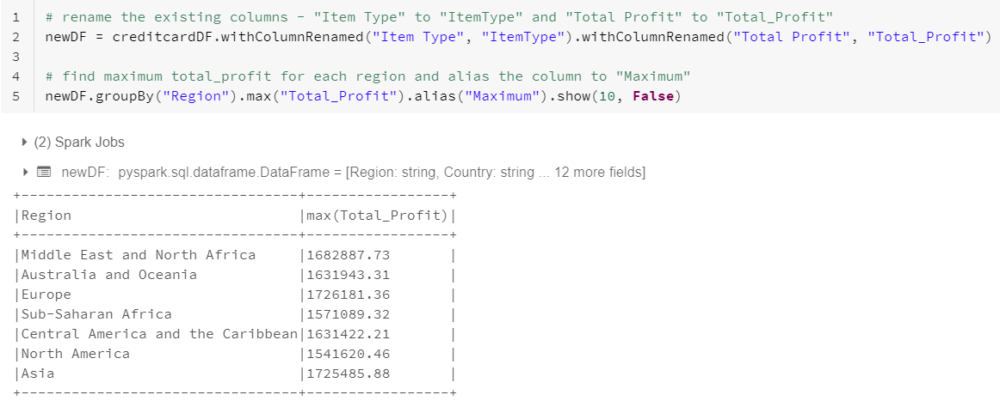 1 # rename the existing columns - "Item Type" to "ItemType" and "Total Profit" to "Total_Profit"
2 newDF = creditcardDF.withColumnRenamed("Item Type", "ItemType").withColumnRenamed("Total Profit", "Total_Profit")
3
4 # find maximum total_profit for each region and alias the column to "Maximum"
5 newDF.groupBy("Region").max("Total_Profit").alias("Maximum").show(10, False)
(2) Spark Jobs
newDF: pyspark.sql.dataframe.DataFrame = [Region: string, Country: string ... 12 more fields]
+---------------------------------+-----------------+
|Region                           |max(Total_Profit)|
+---------------------------------+-----------------+
|Middle East and North Africa     |1682887.73       |
|Australia and Oceania            |1631943.31       |
|Europe                           |1726181.36       |
|Sub-Saharan Africa               |1571089.32       |
|Central America and the Caribbean|1631422.21       |
|North America                    |1541620.46       |
|Asia                             |1725485.88       |
+---------------------------------+-----------------+